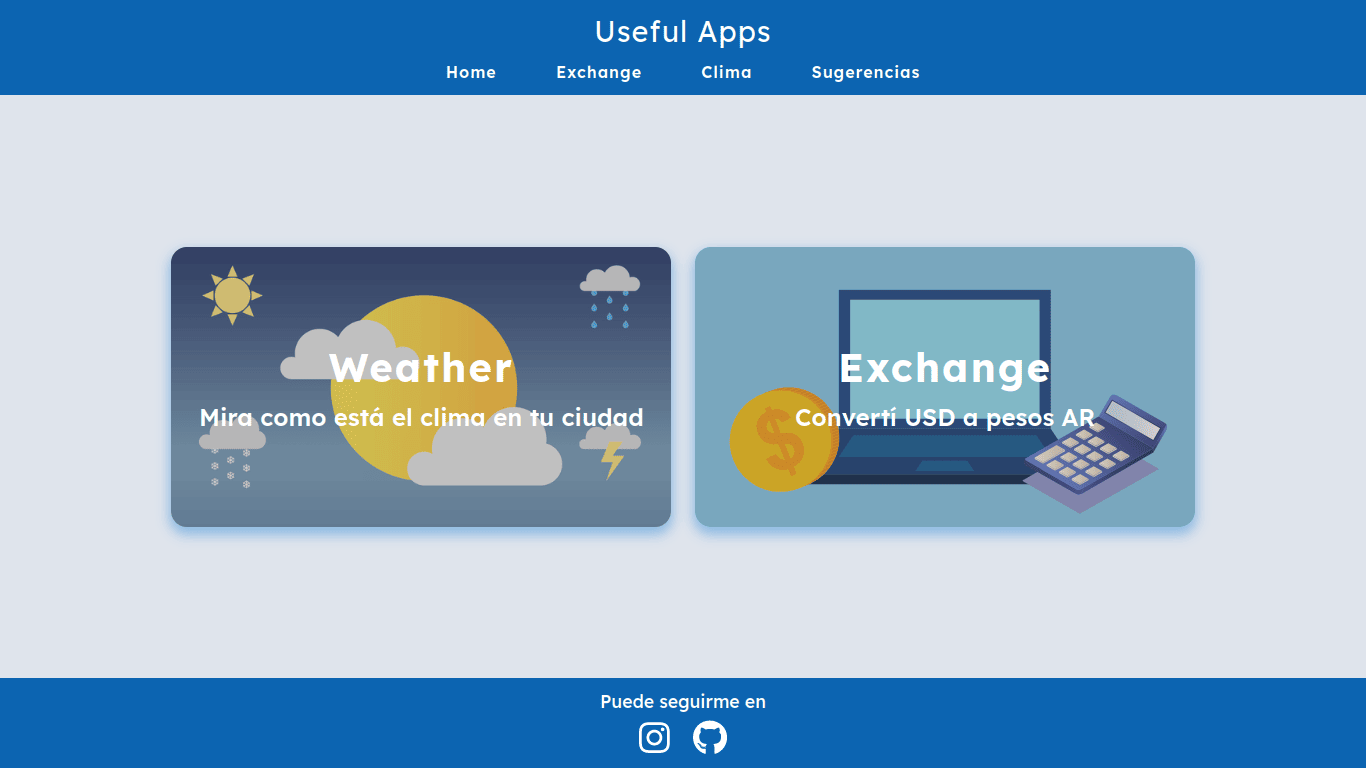 Useful Apps
Home Exchange Clima Sugerencias
Weather
Mira como está el clima en tu ciudad
Exchange
Convertí USD a pesos AR
$
Puede seguirme en